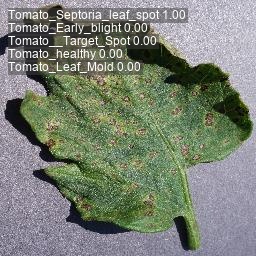 Tomato_Septoria_leaf_spot 1.00
Tomato_Early_blight 0.00
Tomato__Target_Spot 0.00
Tomato_healthy 0.00
Tomato_Leaf_Mold 0.00